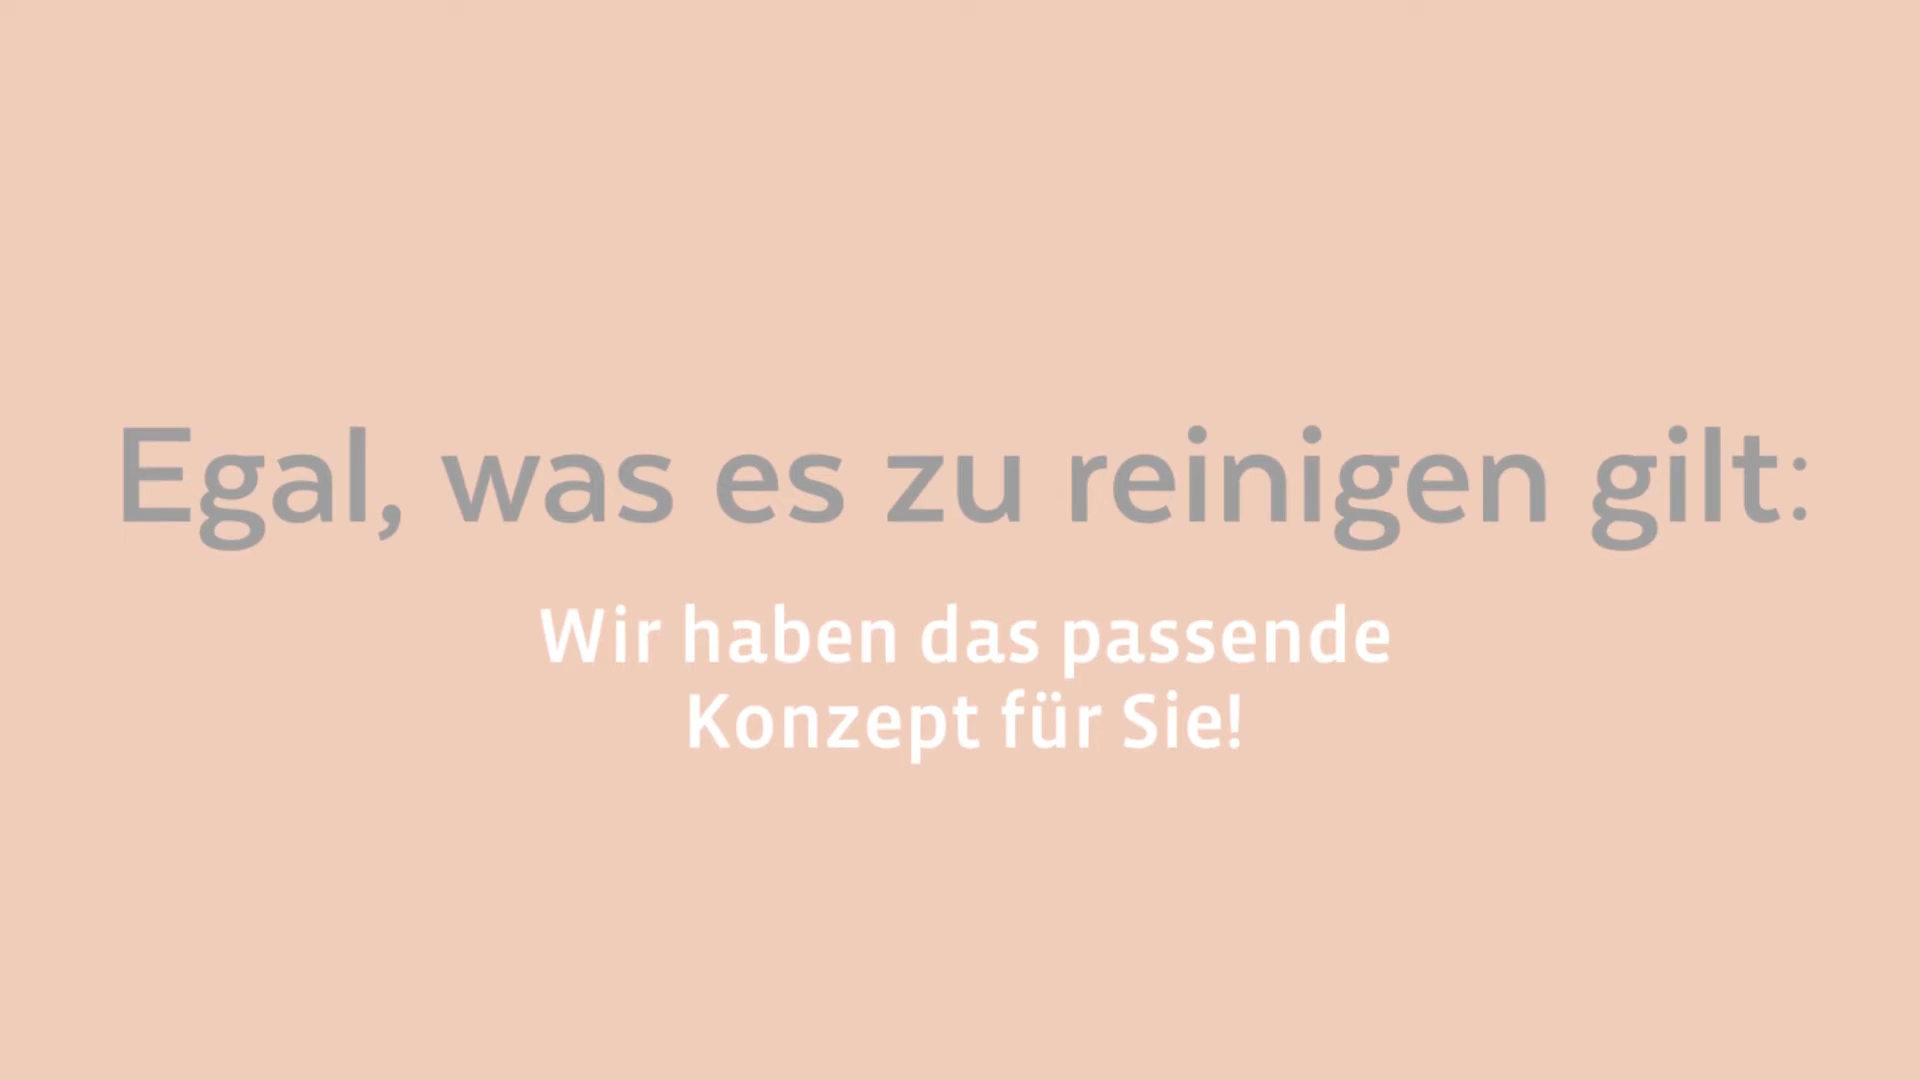 Egal, was es zu reinigen gilt:
Wir haben das passende
Konzept für Sie!